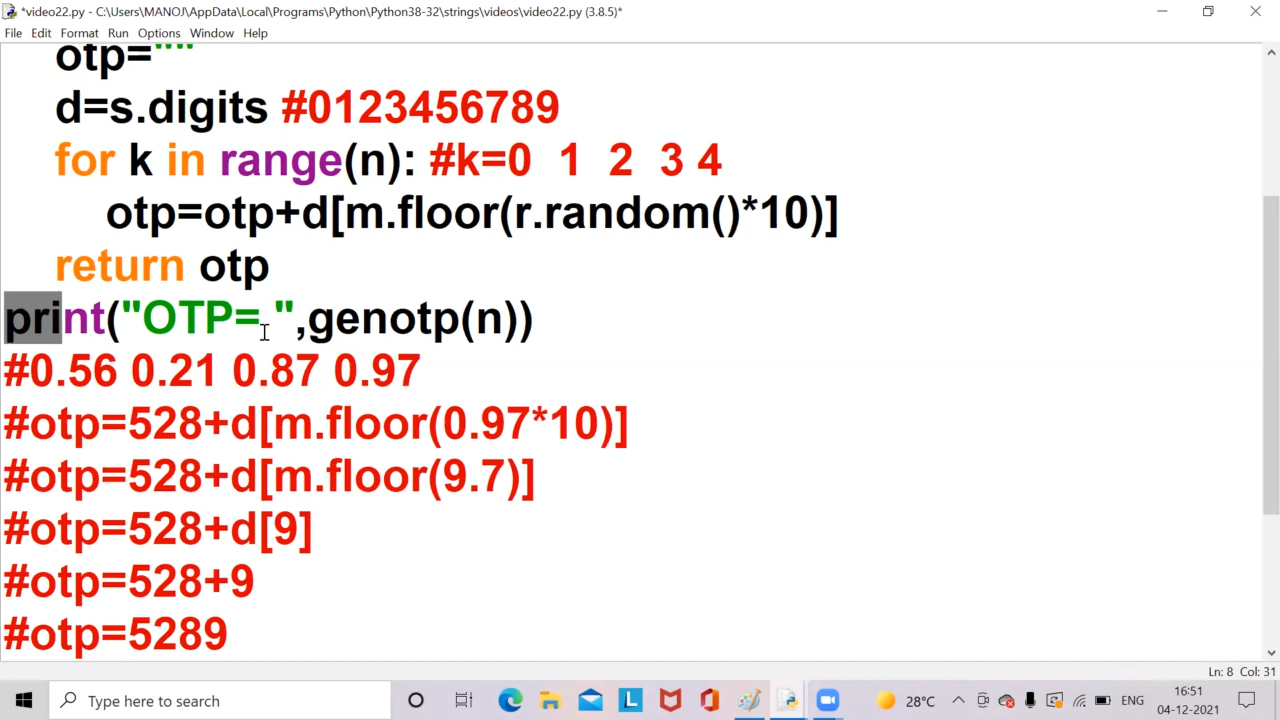 *video22.py - C:\Users\MANOJ\AppData\Local\Programs\Python\Python38-32\strings\videos\video22.py (3.8.5)*
File Edit Format Run Options Window Help
otp=""
d=s.digits #0123456789
for k in range(n): #k=0 1 2 3 4
otp=otp+d[m.floor(r.random()*10)]
return otp
print("OTP= ",genotp(n))
#0.56 0.21 0.87 0.97
#otp=528+d[m.floor(0.97*10)]
#otp=528+d[m.floor(9.7)]
#otp=528+d[9]
#otp=528+9
#otp=5289
Ln: 8 Col: 31
Type here to search
L
28°C
ENG
16:51
04-12-2021